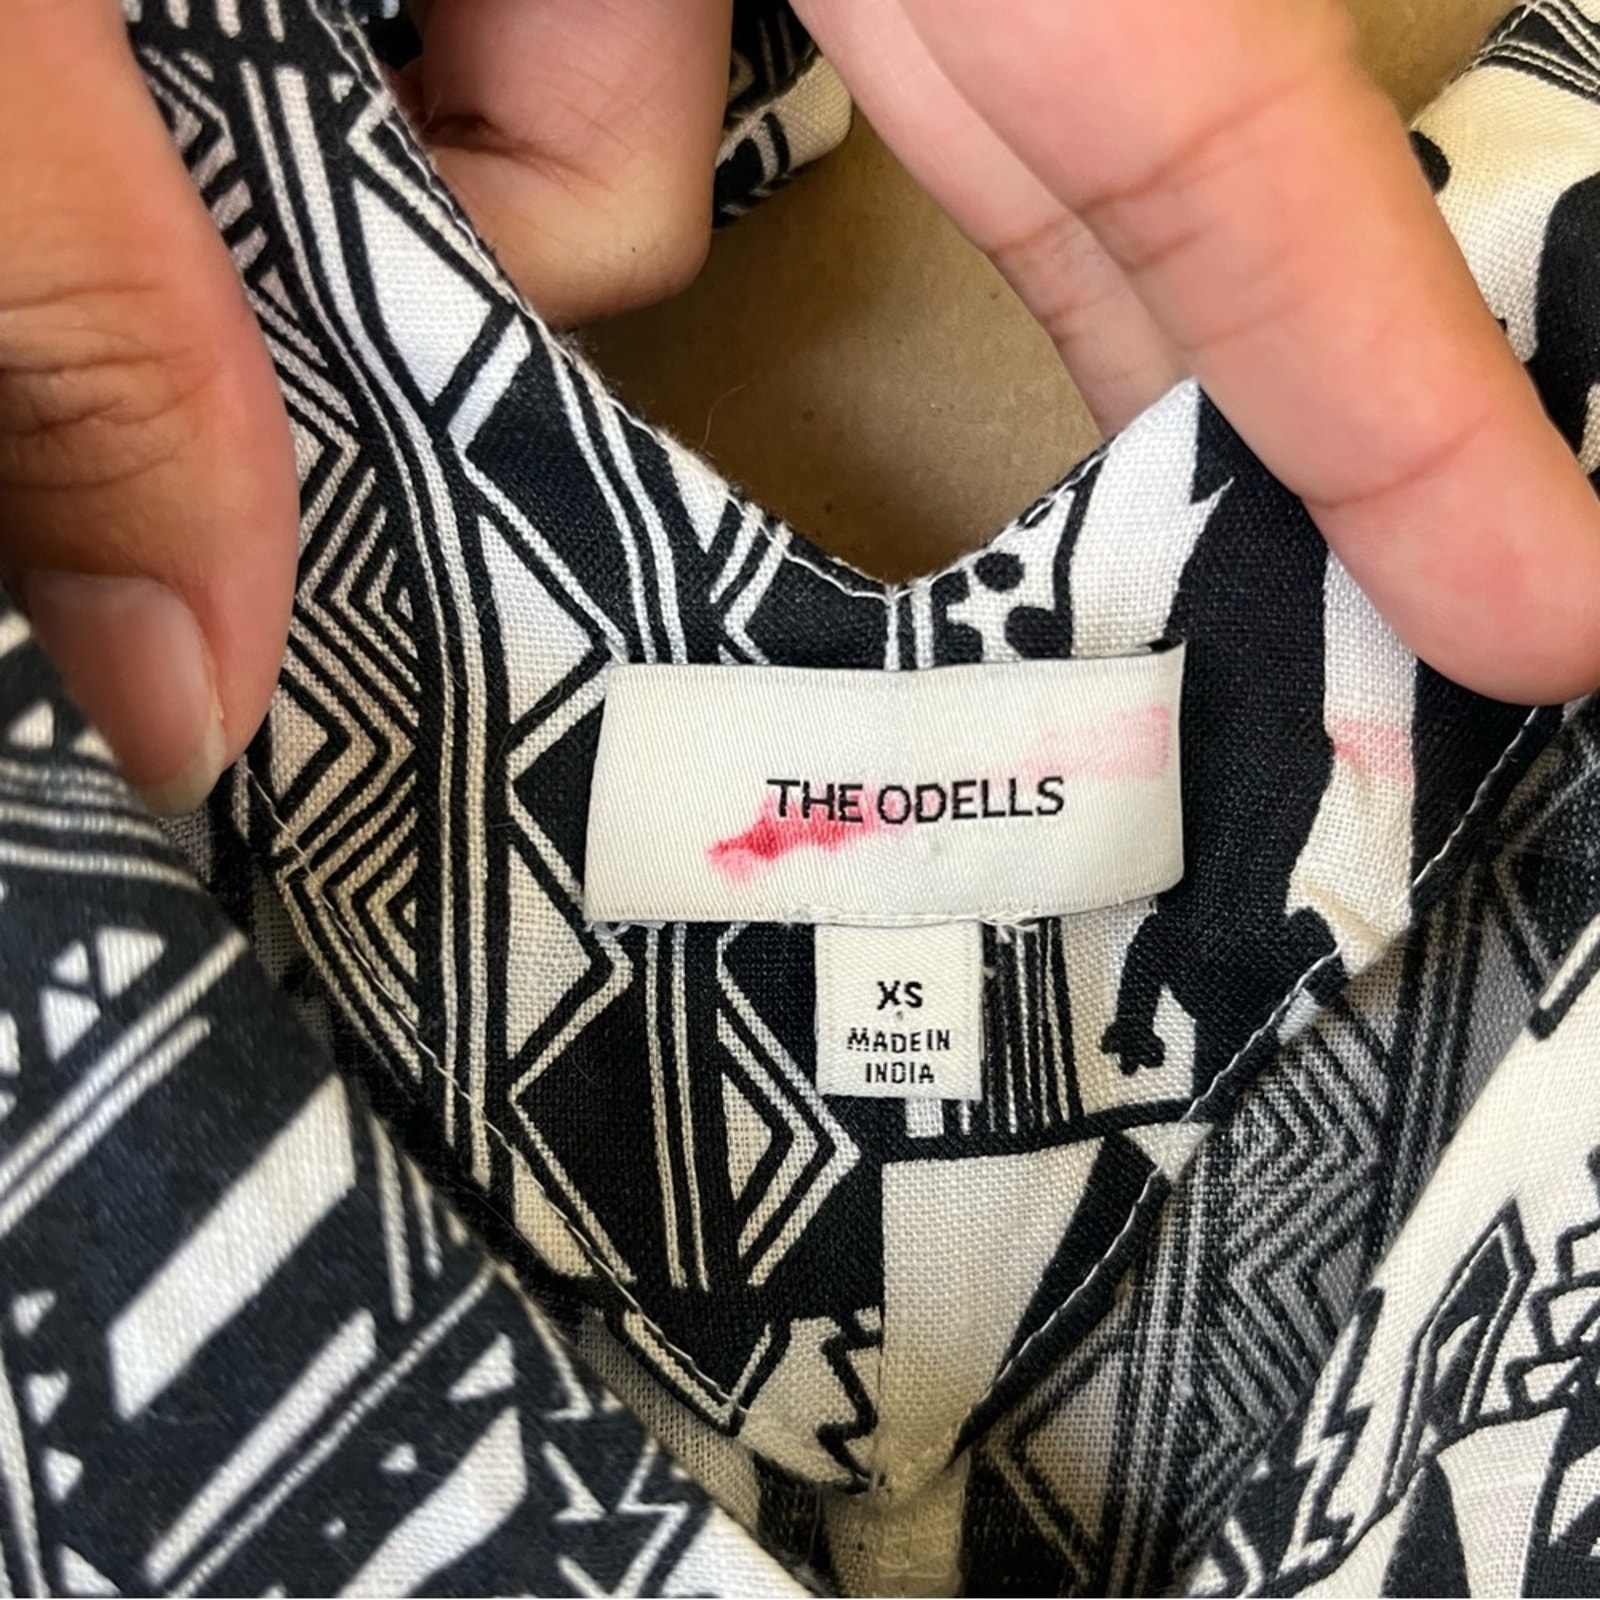 THE ODELLS
XS
MADE IN
INDIA